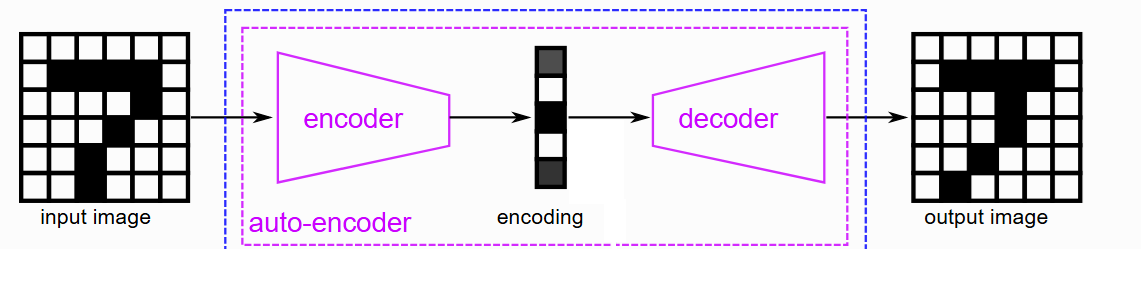 encoder
decoder
auto-encoder
input image
encoding
output image